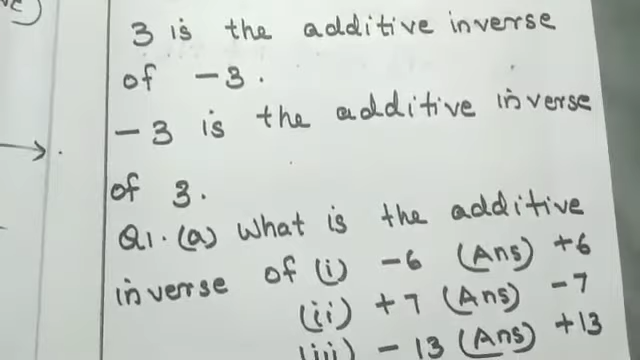 3 is the additive inverse
of -3.
-3 is the additive inverse
of 3.
Q1. (a) What is the additive
inverse of (i) -6 (Ans) +6
(ii) +7 (Ans) -7
(iii) -13 (Ans) +13